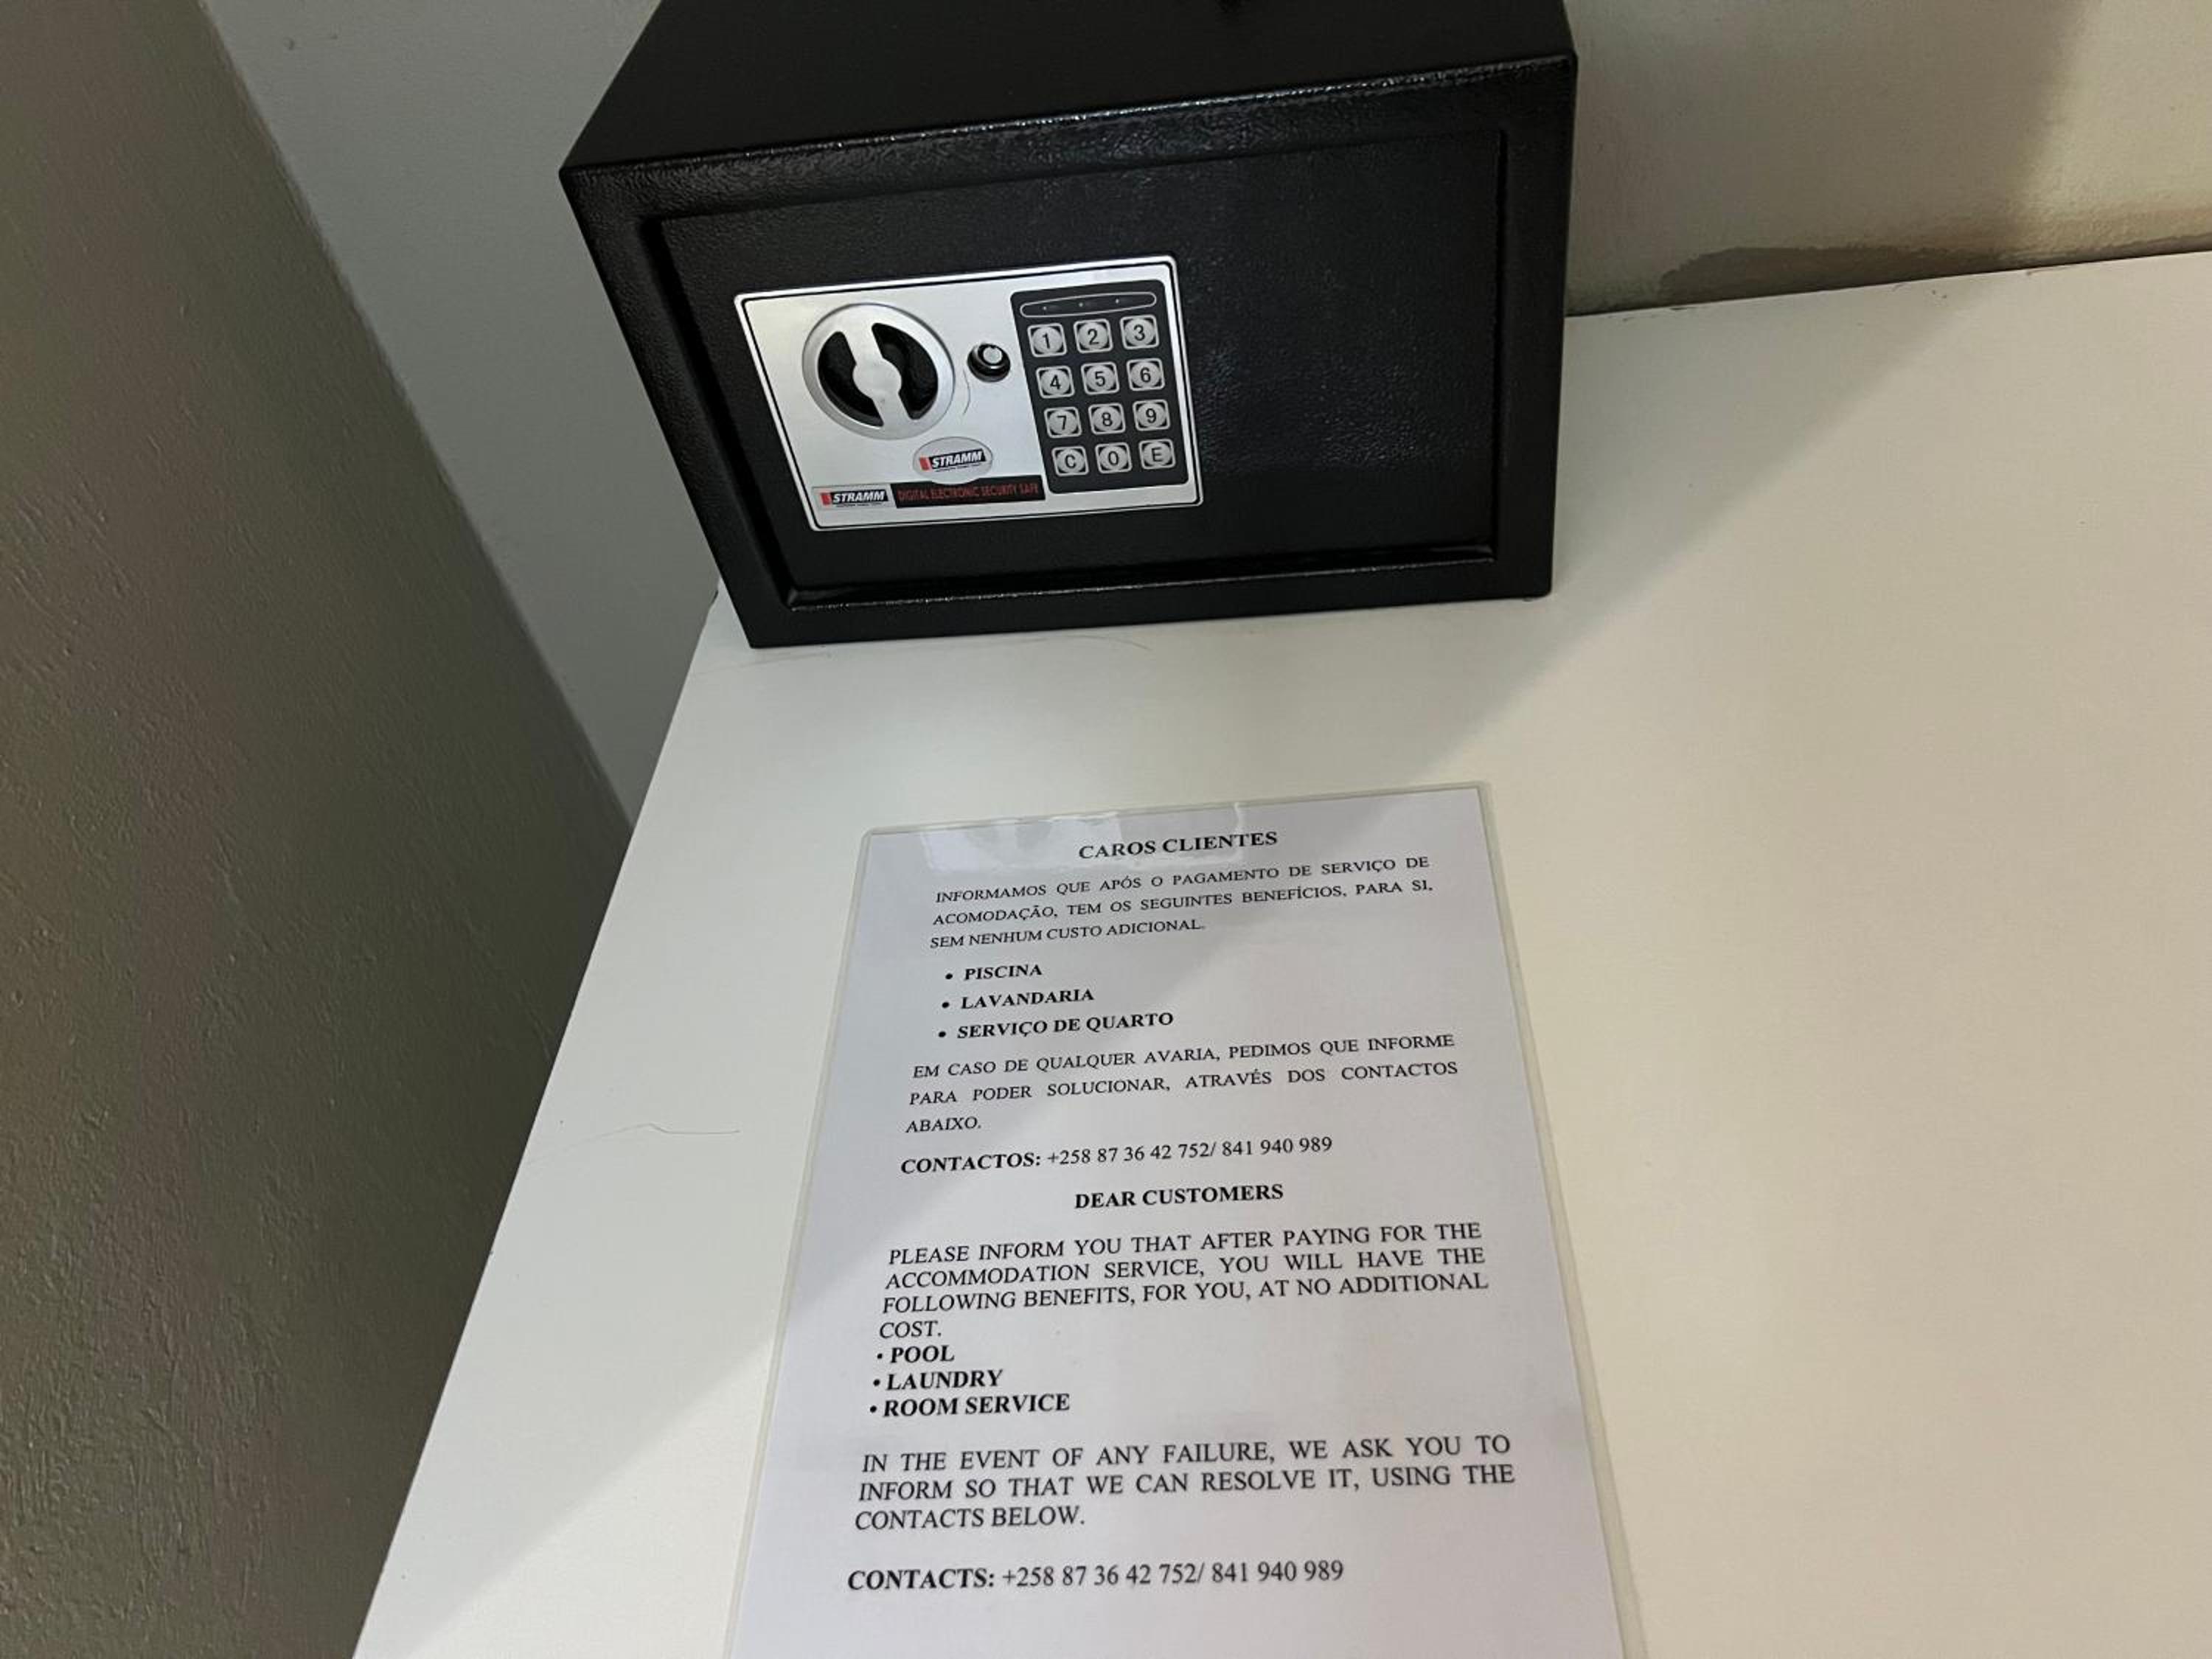 1 2 3
4 5 6
7 8 9
C 0 E
STRAMM
STRAMM DIGITAL ELECTRONIC SECURITY SAFE
CAROS CLIENTES
INFORMAMOS QUE APÓS O PAGAMENTO DE SERVIÇO DE
ACOMODAÇÃO, TEM OS SEGUINTES BENEFÍCIOS, PARA SI,
SEM NENHUM CUSTO ADICIONAL.
• PISCINA
• LAVANDARIA
• SERVIÇO DE QUARTO
EM CASO DE QUALQUER AVARIA, PEDIMOS QUE INFORME
PARA PODER SOLUCIONAR, ATRAVÉS DOS CONTACTOS
ABAIXO.
CONTACTOS: +258 87 36 42 752/ 841 940 989
DEAR CUSTOMERS
PLEASE INFORM YOU THAT AFTER PAYING FOR THE
ACCOMMODATION SERVICE, YOU WILL HAVE THE
FOLLOWING BENEFITS, FOR YOU, AT NO ADDITIONAL
COST.
• POOL
• LAUNDRY
• ROOM SERVICE
IN THE EVENT OF ANY FAILURE, WE ASK YOU TO
INFORM SO THAT WE CAN RESOLVE IT, USING THE
CONTACTS BELOW.
CONTACTS: +258 87 36 42 752/ 841 940 989